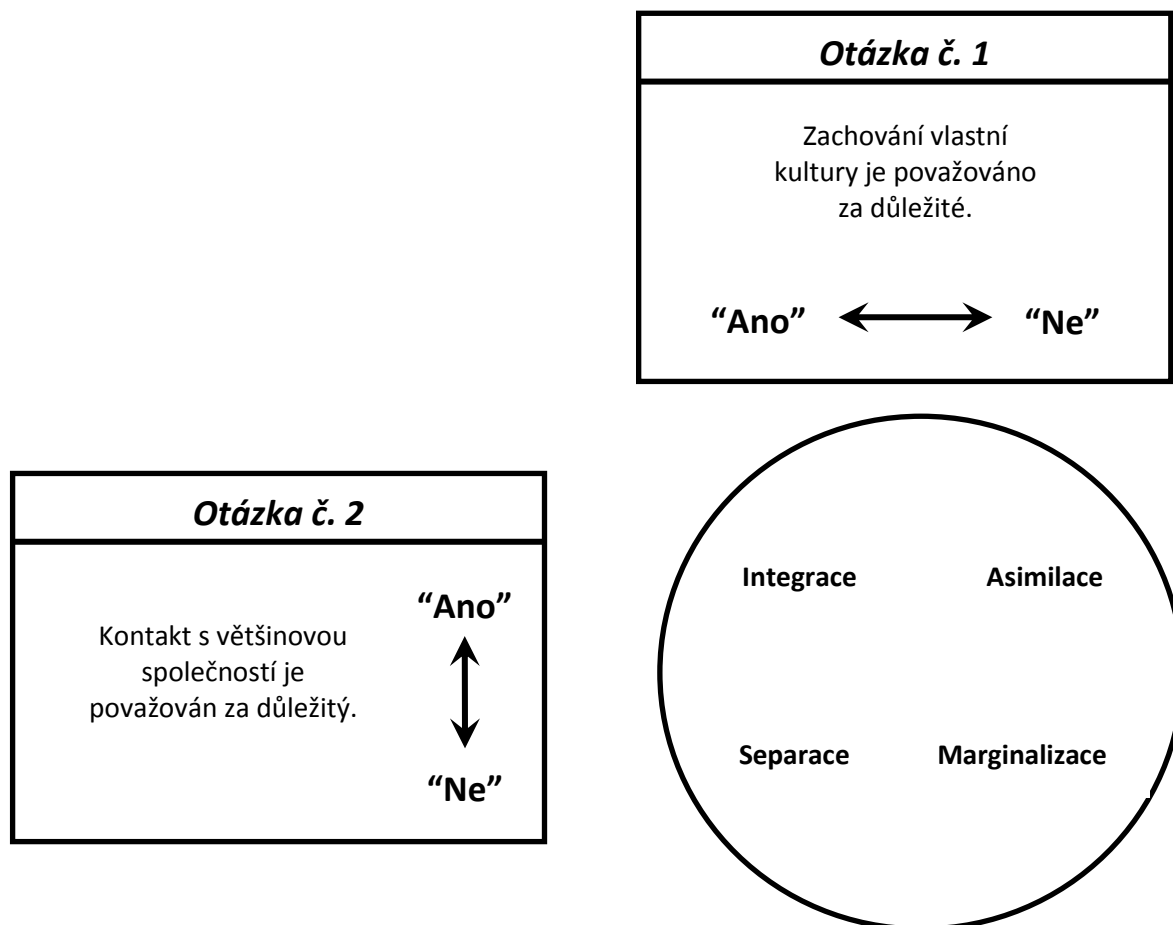 Otázka č. 1
Zachování vlastní
kultury je považováno
za důležité.
“Ano” “Ne”
Otázka č. 2
“Ano”
Kontakt s většinovou
společností je
považován za důležitý.
“Ne”
Integrace Asimilace
Separace Marginalizace